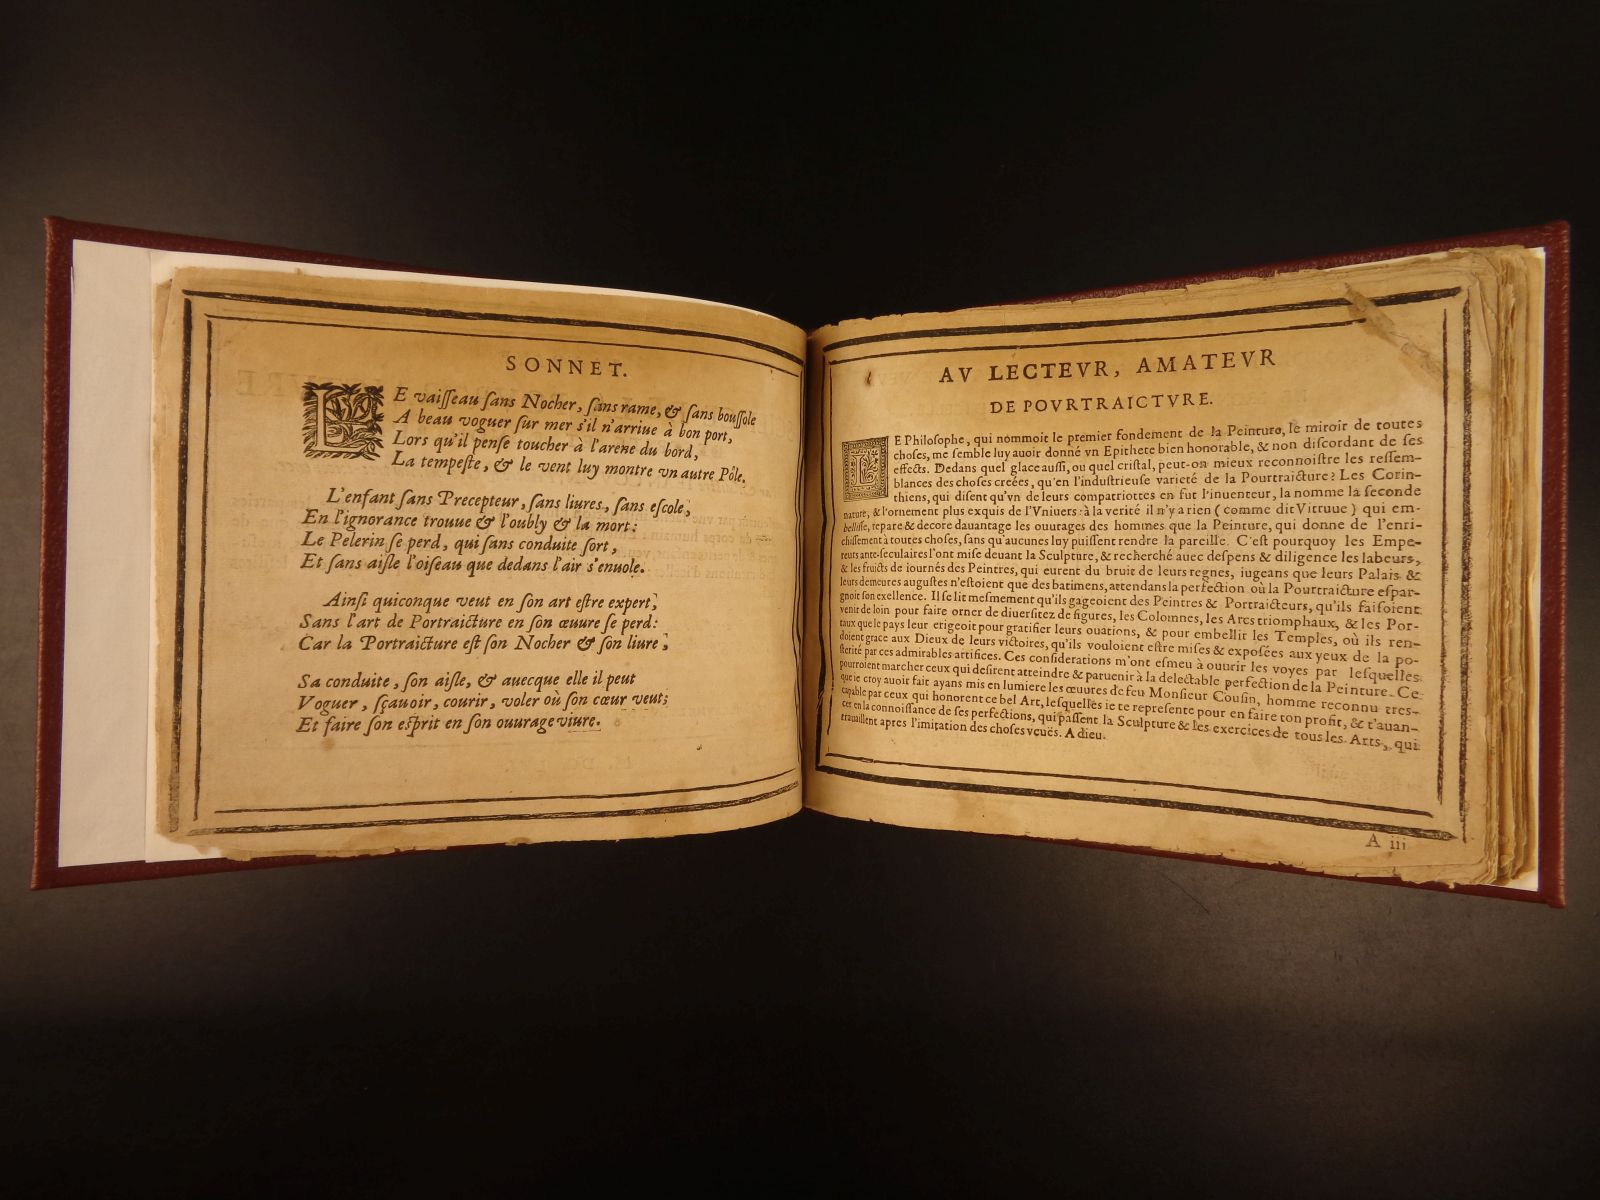 SONNET.
LE vaisseau sans Nocher, sans rame, & sans boussole
A beau voguer sur mer s'il n'arriue à bon port,
Lors qu'il pense toucher à l'arene du bord,
La tempeste, & le vent luy montre vn autre Pôle.
L'enfant sans Precepteur, sans liures, sans escole,
En l'ignorance trouue & l'oubly & la mort:
Le Pelerin se perd, qui sans conduite sort,
Et sans aisle l'oiseau que dedans l'air s'enuole.
Ainsi quiconque veut en son art estre expert,
Sans l'art de Portraicture en son œuure se perd:
Car la Portraicture est son Nocher & son liure,
Sa conduite, son aisle, & auecque elle il peut
Voguer, sçauoir, courir, voler où son cœur veut;
Et faire son esprit en son ouurage viure.
AV LECTEVR, AMATEVR
DE POVRTRAICTVRE.
LE Philosophe, qui nommoit le premier fondement de la Peinture, le miroir de toutes
choses, me semble luy auoir donné vn Epithete bien honorable, & non discordant de ses
effects. Dedans quel glace aussi, ou quel cristal, peut-on mieux reconnoistre les ressem-
blances des choses creées, qu'en l'industrieuse varieté de la Pourtraicture: Les Corin-
thiens, qui disent qu'vn de leurs compatriottes en fut l'inuenteur, la nomme la seconde
nature, & l'ornement plus exquis de l'Vniuers: à la verité il n'y a rien (comme dit Vitruue) qui em-
bellisse, repare & decore dauantage les ouurages des hommes que la Peinture, qui donne de l'enri-
chissement à toutes choses, sans qu'aucunes luy puissent rendre la pareille. C'est pourquoy les Empe-
reurs ante-seculaires l'ont mise deuant la Sculpture, & recherché auec despens & diligence les labeurs,
& les fruicts de iournés des Peintres, qui eurent du bruit de leurs regnes, iugeans que leurs Palais &
leurs demeures augustes n'estoient que des batimens, attendans la perfection où la Pourtraicture espar-
gnoit son exellence. Il se lit mesmement qu'ils gageoient des Peintres & Portraicteurs, qu'ils faisoient
venir de loin pour faire orner de diuersitez de figures, les Colomnes, les Arcs triomphaux, & les Por-
taux que le pays leur erigeoit pour gratifier leurs ouations, & pour embellir les Temples, où ils ren-
doient grace aux Dieux de leurs victoires, qu'ils vouloient estre mises & exposées aux yeux de la po-
sterité par ces admirables artifices. Ces considerations m'ont esmeu à ouurir les voyes par lesquelles
pourroient marcher ceux qui desirent atteindre & paruenir à la delectable perfection de la Peinture. Ce
que ie croy auoir fait ayans mis en lumiere les œuures de feu Monsieur Cousin, homme reconnu tres-
capable par ceux qui honorent ce bel Art, lesquelles ie te represente pour en faire ton profit, & t'auan-
cer en la connoissance de ses perfections, qui passent la Sculpture & les exercices de tous les Arts, qui
trauaillent apres l'imitation des choses veuës. A dieu.
A iii